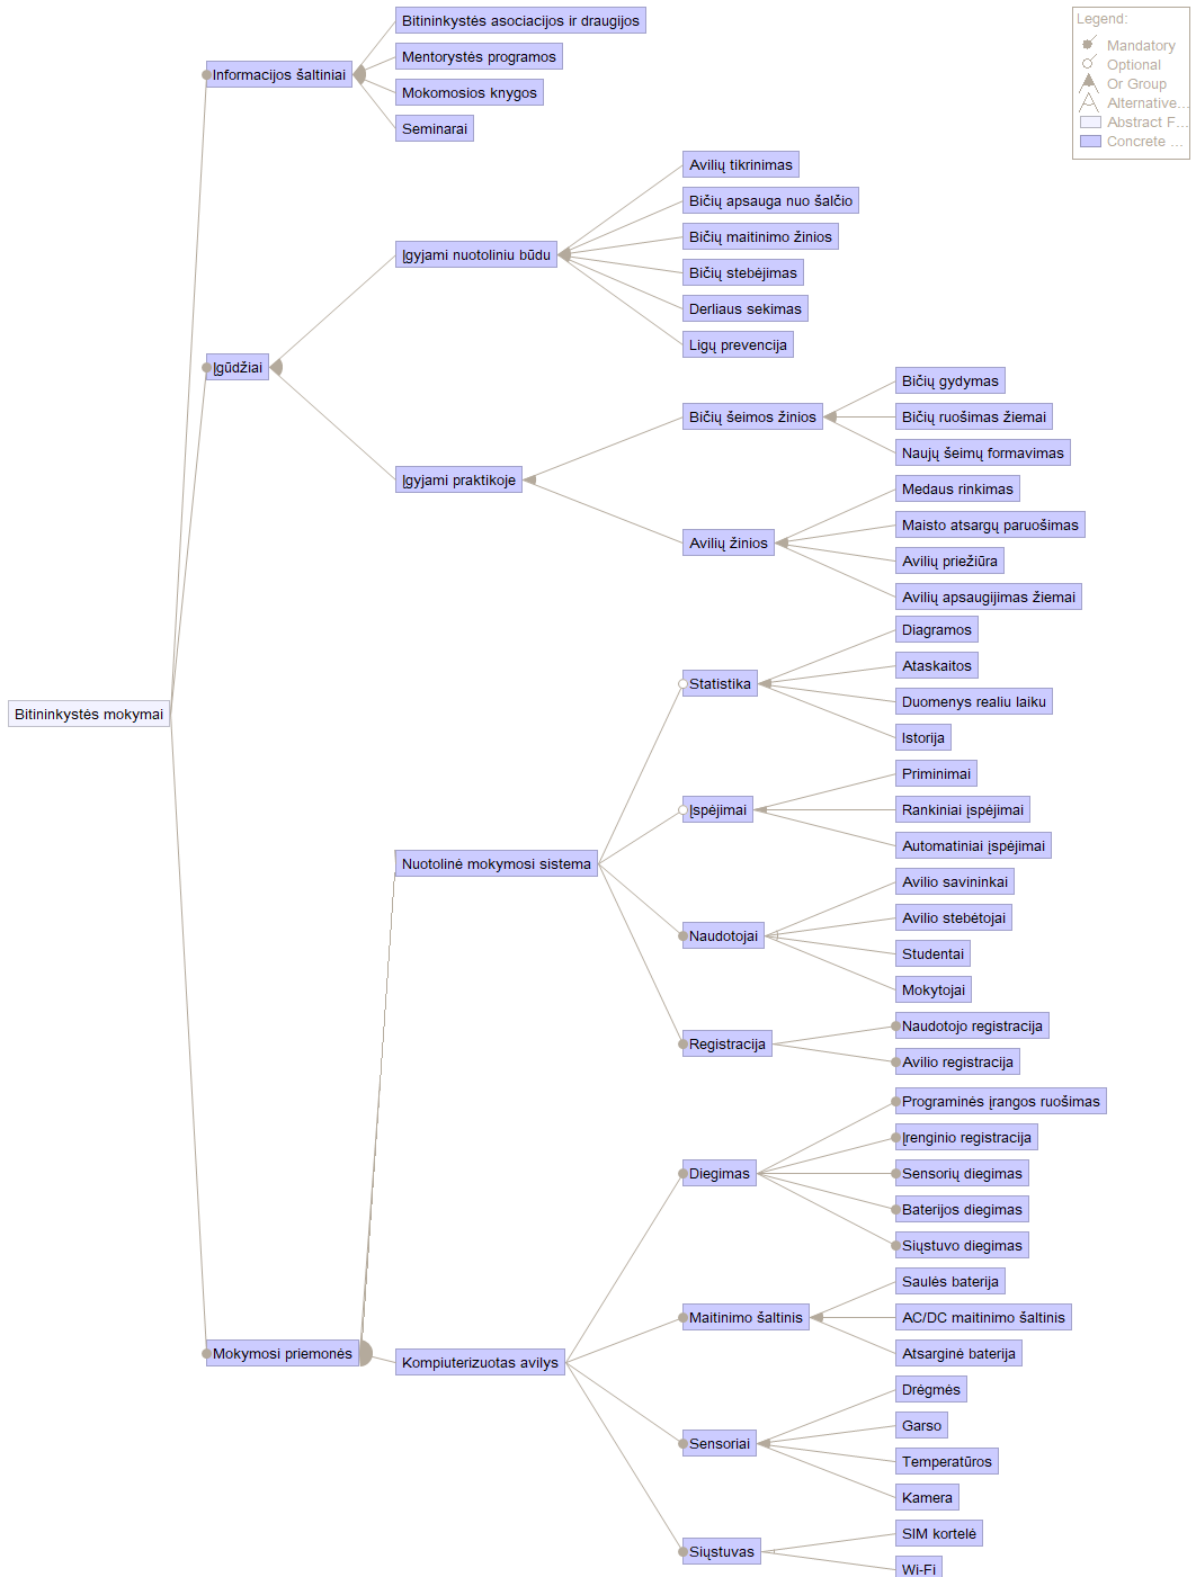 Legend:
Mandatory
Optional
Or Group
Alternative...
Abstract F...
Concrete ...
Bitininkystės mokymai
Informacijos šaltiniai
Bitininkystės asociacijos ir draugijos
Mentorystės programos
Mokomosios knygos
Seminarai
Įgūdžiai
Įgyjami nuotoliniu būdu
Avilių tikrinimas
Bičių apsauga nuo šalčio
Bičių maitinimo žinios
Bičių stebėjimas
Derliaus sekimas
Ligų prevencija
Įgyjami praktikoje
Bičių šeimos žinios
Bičių gydymas
Bičių ruošimas žiemai
Naujų šeimų formavimas
Avilių žinios
Medaus rinkimas
Maisto atsargų paruošimas
Avilių priežiūra
Avilių apsaugijimas žiemai
Mokymosi priemonės
Nuotolinė mokymosi sistema
Statistika
Diagramos
Ataskaitos
Duomenys realiu laiku
Istorija
Įspėjimai
Priminimai
Rankiniai įspėjimai
Automatiniai įspėjimai
Naudotojai
Avilio savininkai
Avilio stebėtojai
Studentai
Mokytojai
Registracija
Naudotojo registracija
Avilio registracija
Kompiuterizuotas avilys
Diegimas
Programinės įrangos ruošimas
Įrenginio registracija
Sensorių diegimas
Baterijos diegimas
Siųstuvo diegimas
Maitinimo šaltinis
Saulės baterija
AC/DC maitinimo šaltinis
Atsarginė baterija
Sensoriai
Drėgmės
Garso
Temperatūros
Kamera
Siųstuvas
SIM kortelė
Wi-Fi